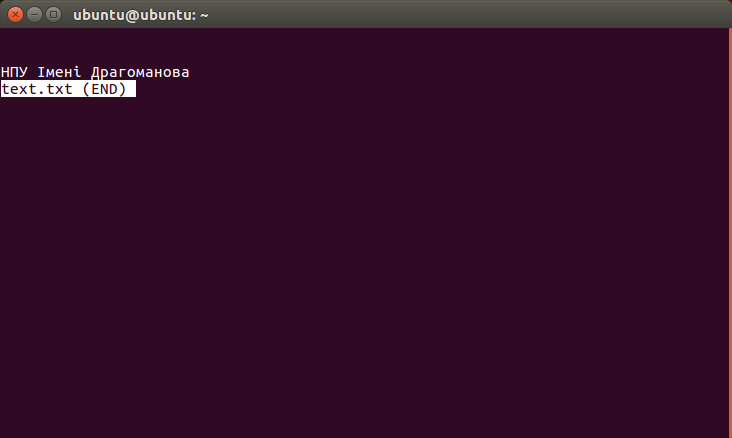 ubuntu@ubuntu: ~
НПУ Імені Драгоманова
text.txt (END)